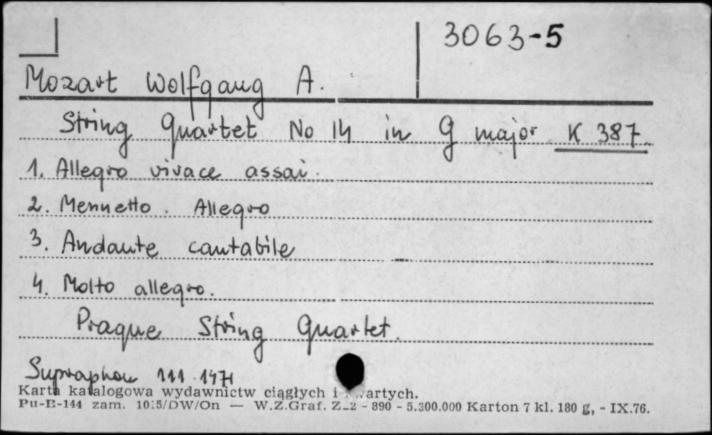 3063-5
Mozart Wolfgang A.
String Quartet No 14 in G major K 387
1. Allegro vivace assai.
2. Mennetto. Allegro
3. Andante cantabile
4. Molto allegro.
Prague String Quartet.
Supraphon 111 1471
Karta katalogowa wydawnictw ciągłych i
Pu-E-144 zam. 1015/DW/On — W.Z.Graf. Z-2 - 890 - 5.300.000 Karton 7 kl. 180 g, - IX.76.